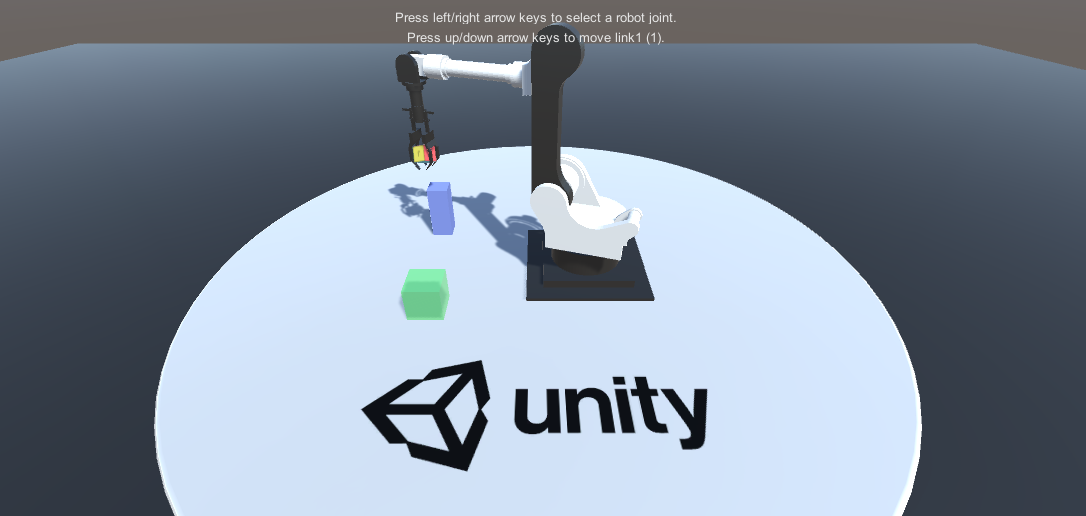 Press left/right arrow keys to select a robot joint.
Press up/down arrow keys to move link1 (1).
unity